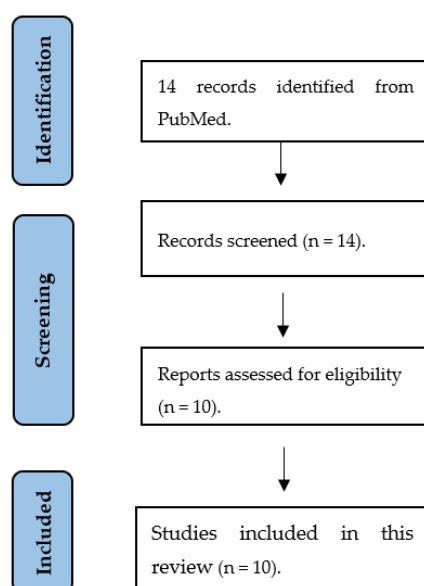 Identification
14 records identified from
PubMed.
Records screened (n = 14).
Screening
Reports assessed for eligibility
(n = 10).
Included
Studies included in this
review (n = 10).